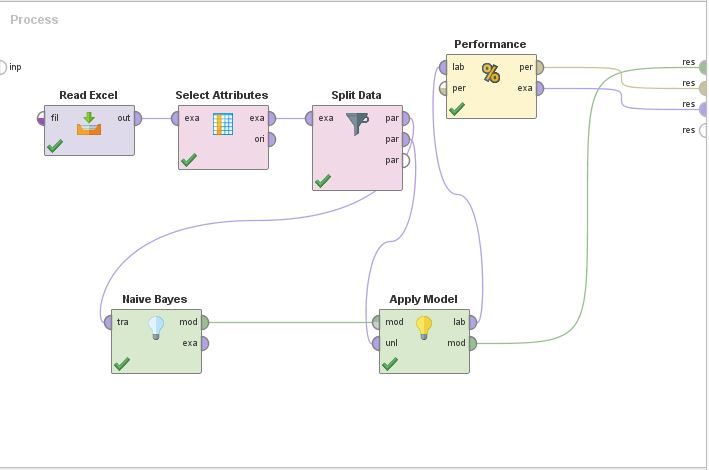 Process
inp
Read Excel
fil out
Select Attributes
exa exa
ori
Split Data
exa par
par
par
Performance
lab per
per exa
res
res
res
res
Naive Bayes
tra mod
exa
Apply Model
mod lab
unl mod